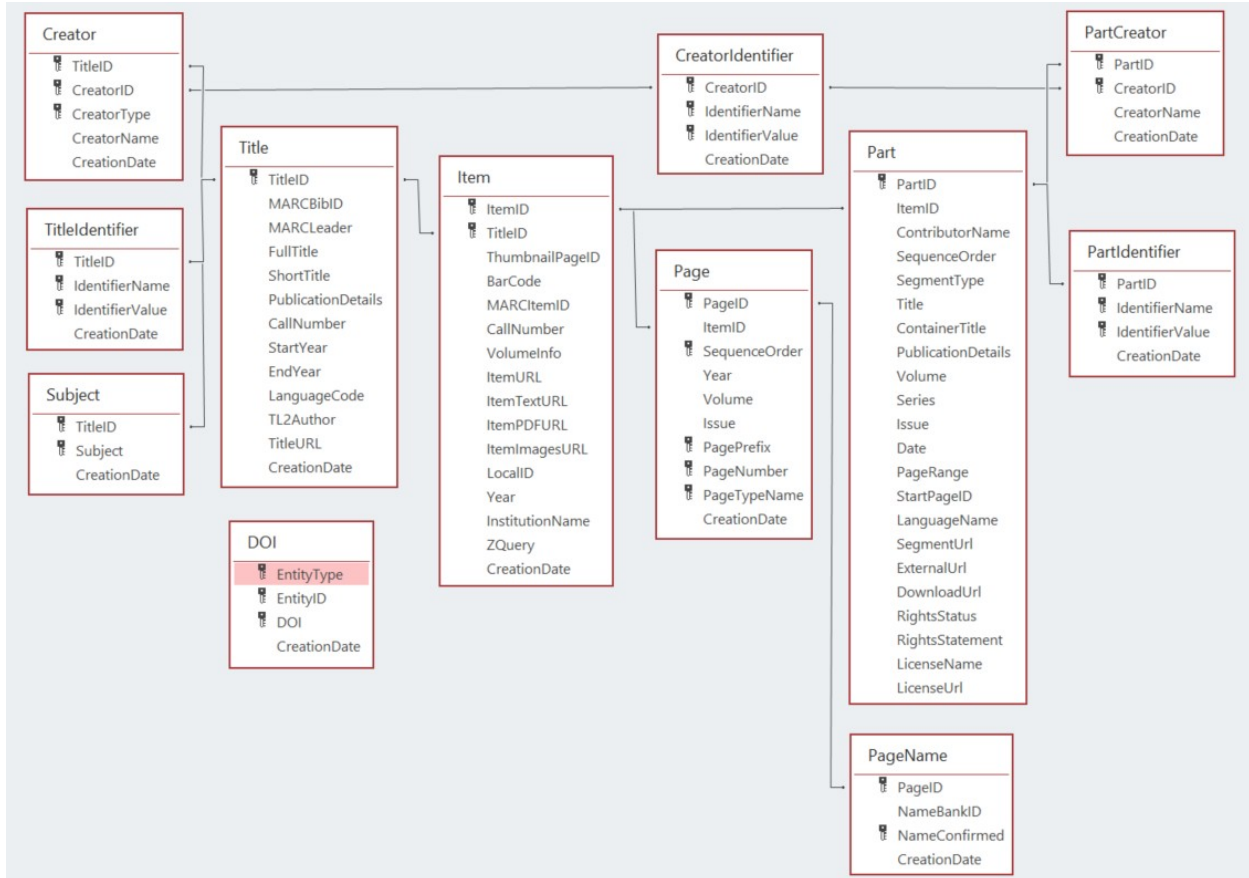 Creator
TitleID
CreatorID
CreatorType
CreatorName
CreationDate
TitleIdentifier
TitleID
IdentifierName
IdentifierValue
CreationDate
Subject
TitleID
Subject
CreationDate
Title
TitleID
MARCBibID
MARCLeader
FullTitle
ShortTitle
PublicationDetails
CallNumber
StartYear
EndYear
LanguageCode
TL2Author
TitleURL
CreationDate
DOI
EntityType
EntityID
DOI
CreationDate
Item
ItemID
TitleID
ThumbnailPageID
BarCode
MARCItemID
CallNumber
VolumeInfo
ItemURL
ItemTextURL
ItemPDFURL
ItemImagesURL
LocalID
Year
InstitutionName
ZQuery
CreationDate
CreatorIdentifier
CreatorID
IdentifierName
IdentifierValue
CreationDate
Page
PageID
ItemID
SequenceOrder
Year
Volume
Issue
PagePrefix
PageNumber
PageTypeName
CreationDate
Part
PartID
ItemID
ContributorName
SequenceOrder
SegmentType
Title
ContainerTitle
PublicationDetails
Volume
Series
Issue
Date
PageRange
StartPageID
LanguageName
SegmentUrl
ExternalUrl
DownloadUrl
RightsStatus
RightsStatement
LicenseName
LicenseUrl
PageName
PageID
NameBankID
NameConfirmed
CreationDate
PartCreator
PartID
CreatorID
CreatorName
CreationDate
PartIdentifier
PartID
IdentifierName
IdentifierValue
CreationDate